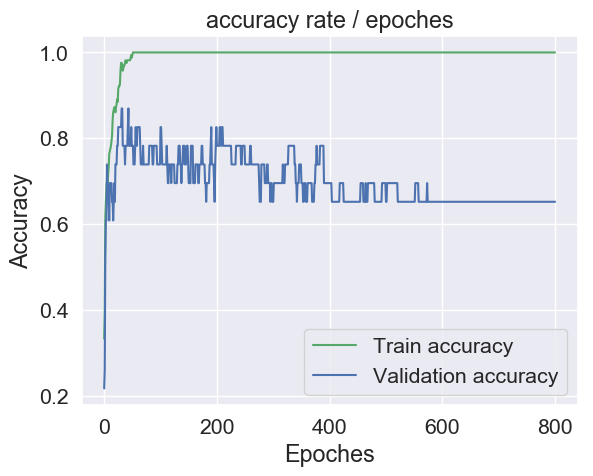 accuracy rate / epoches
1.0
0.8
0.6
0.4
0.2
Accuracy
Train accuracy
Validation accuracy
0 200 400 600 800
Epoches